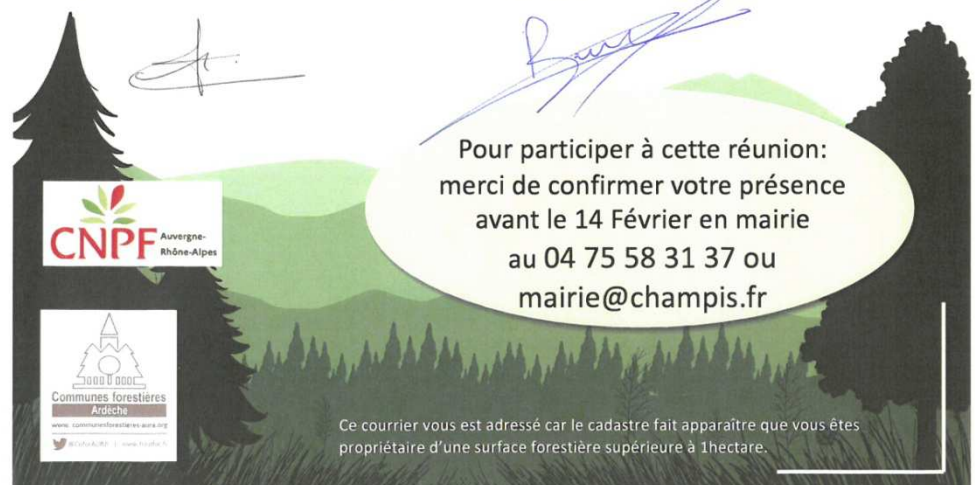 Pour participer à cette réunion:
merci de confirmer votre présence
avant le 14 Février en mairie
au 04 75 58 31 37 ou
mairie@champis.fr
CNPF
Auvergne-
Rhône-Alpes
Communes forestières
Ardèche
www. communesforestieres-aura.org
Ce courrier vous est adressé car le cadastre fait apparaître que vous êtes
propriétaire d'une surface forestière supérieure à 1hectare.